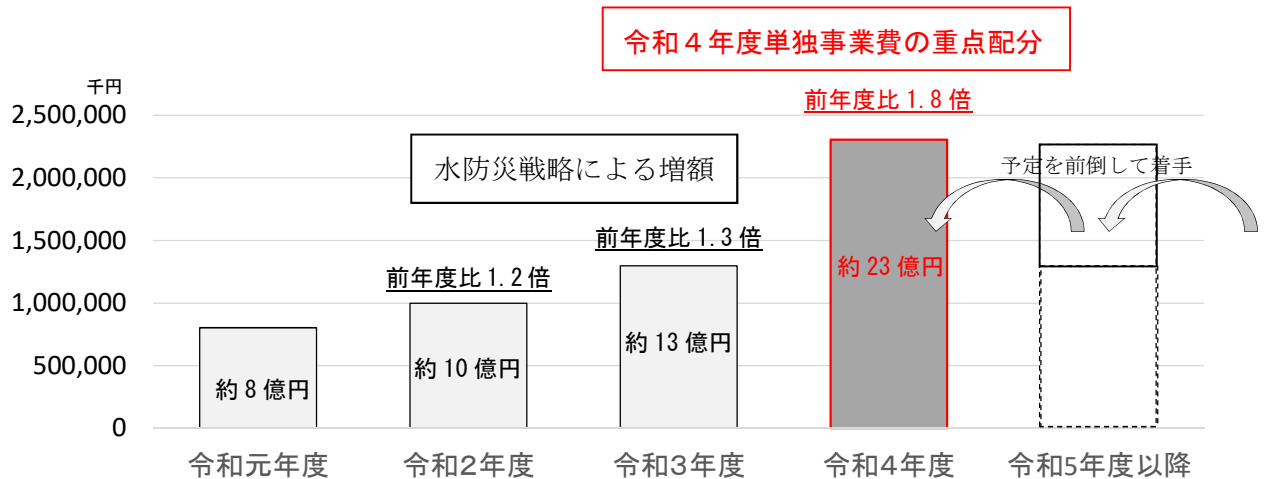 令和４年度単独事業費の重点配分
千円
前年度比 1.8 倍
2,500,000
水防災戦略による増額
予定を前倒して着手
2,000,000
前年度比 1.3 倍
1,500,000
前年度比 1.2 倍
約 23 億円
1,000,000
約 13 億円
約 10 億円
500,000
約 8 億円
0
令和元年度
令和２年度
令和３年度
令和４年度
令和5年度以降